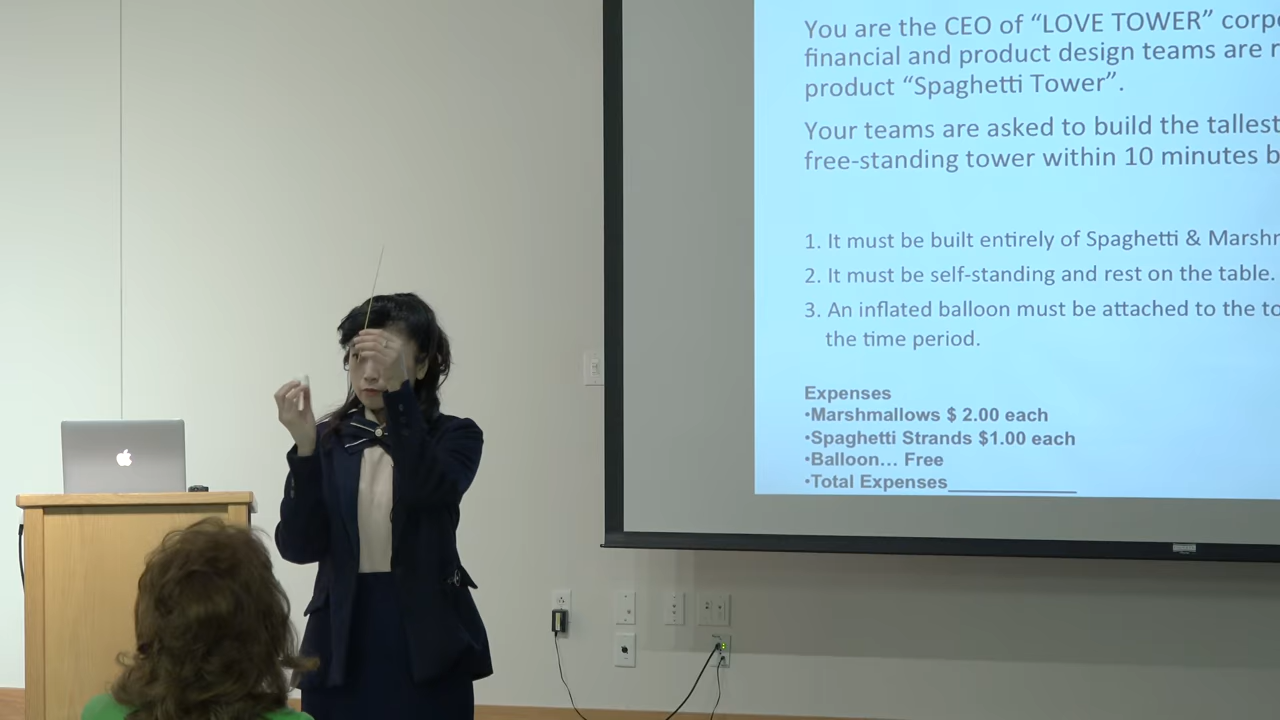 You are the CEO of “LOVE TOWER” corp
financial and product design teams are
product “Spaghetti Tower”.
Your teams are asked to build the tallest
free-standing tower within 10 minutes b
1. It must be built entirely of Spaghetti & Marsh
2. It must be self-standing and rest on the table.
3. An inflated balloon must be attached to the to
the time period.
Expenses
•Marshmallows $ 2.00 each
•Spaghetti Strands $1.00 each
•Balloon... Free
•Total Expenses____________